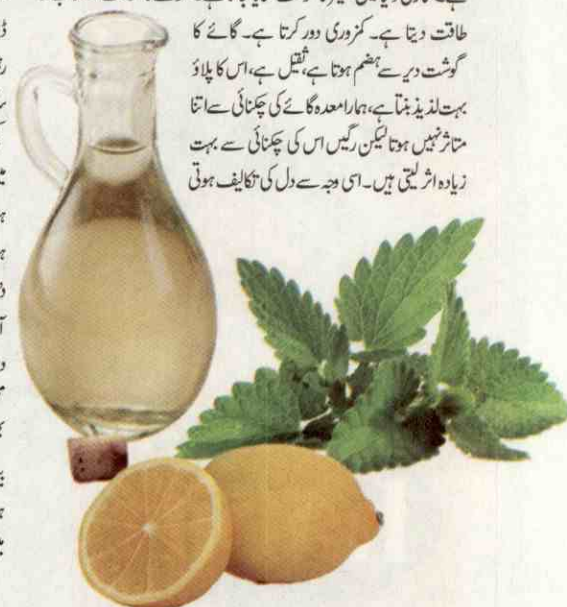 طاقت دیتا ہے۔ کمزوری دور کرتا ہے۔ گائے کا
گوشت دیر سے ہضم ہوتا ہے، ثقیل ہے، اس کا پلاؤ
بہت لذیذ بنتا ہے، ہمارا معدہ گائے کی چکنائی سے اتنا
متاثر نہیں ہوتا لیکن رگیں اس کی چکنائی سے بہت
زیادہ اثر لیتی ہیں۔ اسی وجہ سے دل کی تکالیف ہوتی